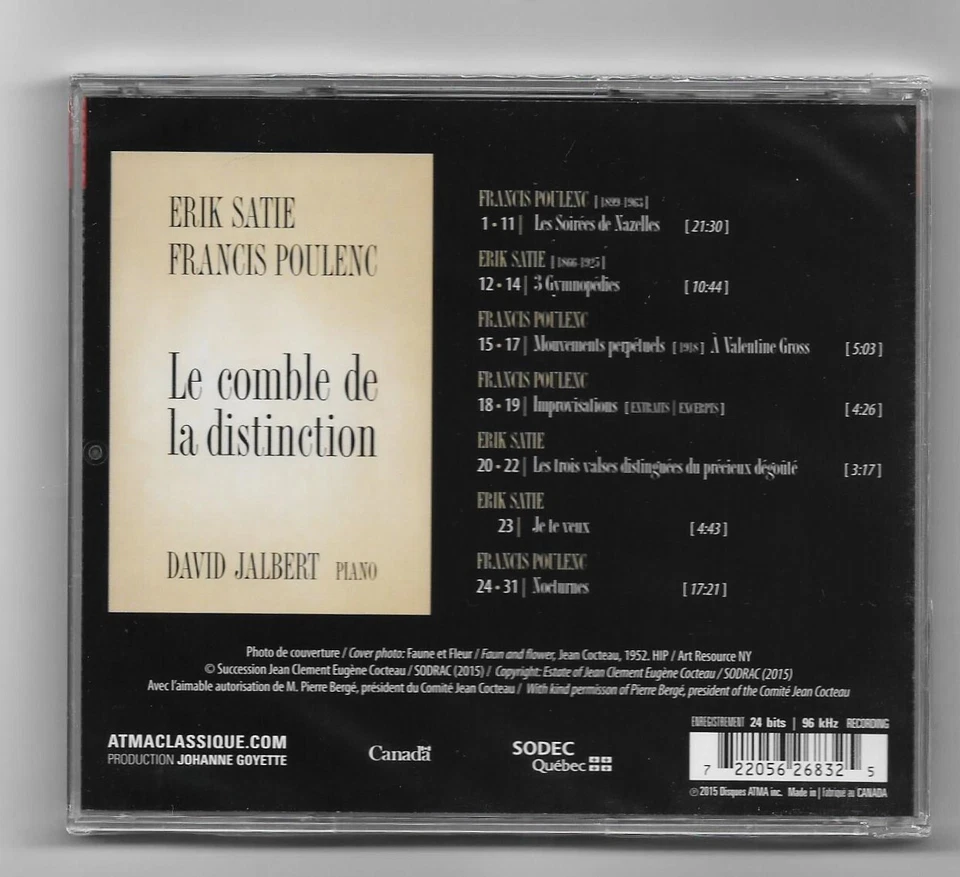 ERIK SATIE
FRANCIS POULENC
Le comble de
la distinction
DAVID JALBERT PIANO
FRANCIS POULENC [1899-1963]
1 • 11 | Les Soirées de Nazelles [21:30]
ERIK SATIE [1866-1925]
12 • 14 | 3 Gymnopédies [10:44]
FRANCIS POULENC
15 • 17 | Mouvements perpétuels [1918] À Valentine Gross [5:03]
FRANCIS POULENC
18 • 19 | Improvisations [EXTRAITS | EXCERPTS] [4:26]
ERIK SATIE
20 • 22 | Les trois valses distinguées du précieux dégoûté [3:17]
ERIK SATIE
23 | Je te veux [4:43]
FRANCIS POULENC
24 • 31 | Nocturnes [17:21]
Photo de couverture / Cover photo: Faune et Fleur / Faun and flower, Jean Cocteau, 1952. HIP / Art Resource NY
© Succession Jean Clement Eugène Cocteau / SODRAC (2015) / Copyright: Estate of Jean Clement Eugène Cocteau / SODRAC (2015)
Avec l'aimable autorisation de M. Pierre Bergé, président du Comité Jean Cocteau / With kind permisson of Pierre Bergé, president of the Comité Jean Cocteau
ENREGISTREMENT 24 bits | 96 kHz RECORDING
ATMACLASSIQUE.COM
PRODUCTION JOHANNE GOYETTE
Canada
SODEC
Québec
7 22056 26832 5
℗ 2015 Disques ATMA inc. Made in | Fabriqué au CANADA